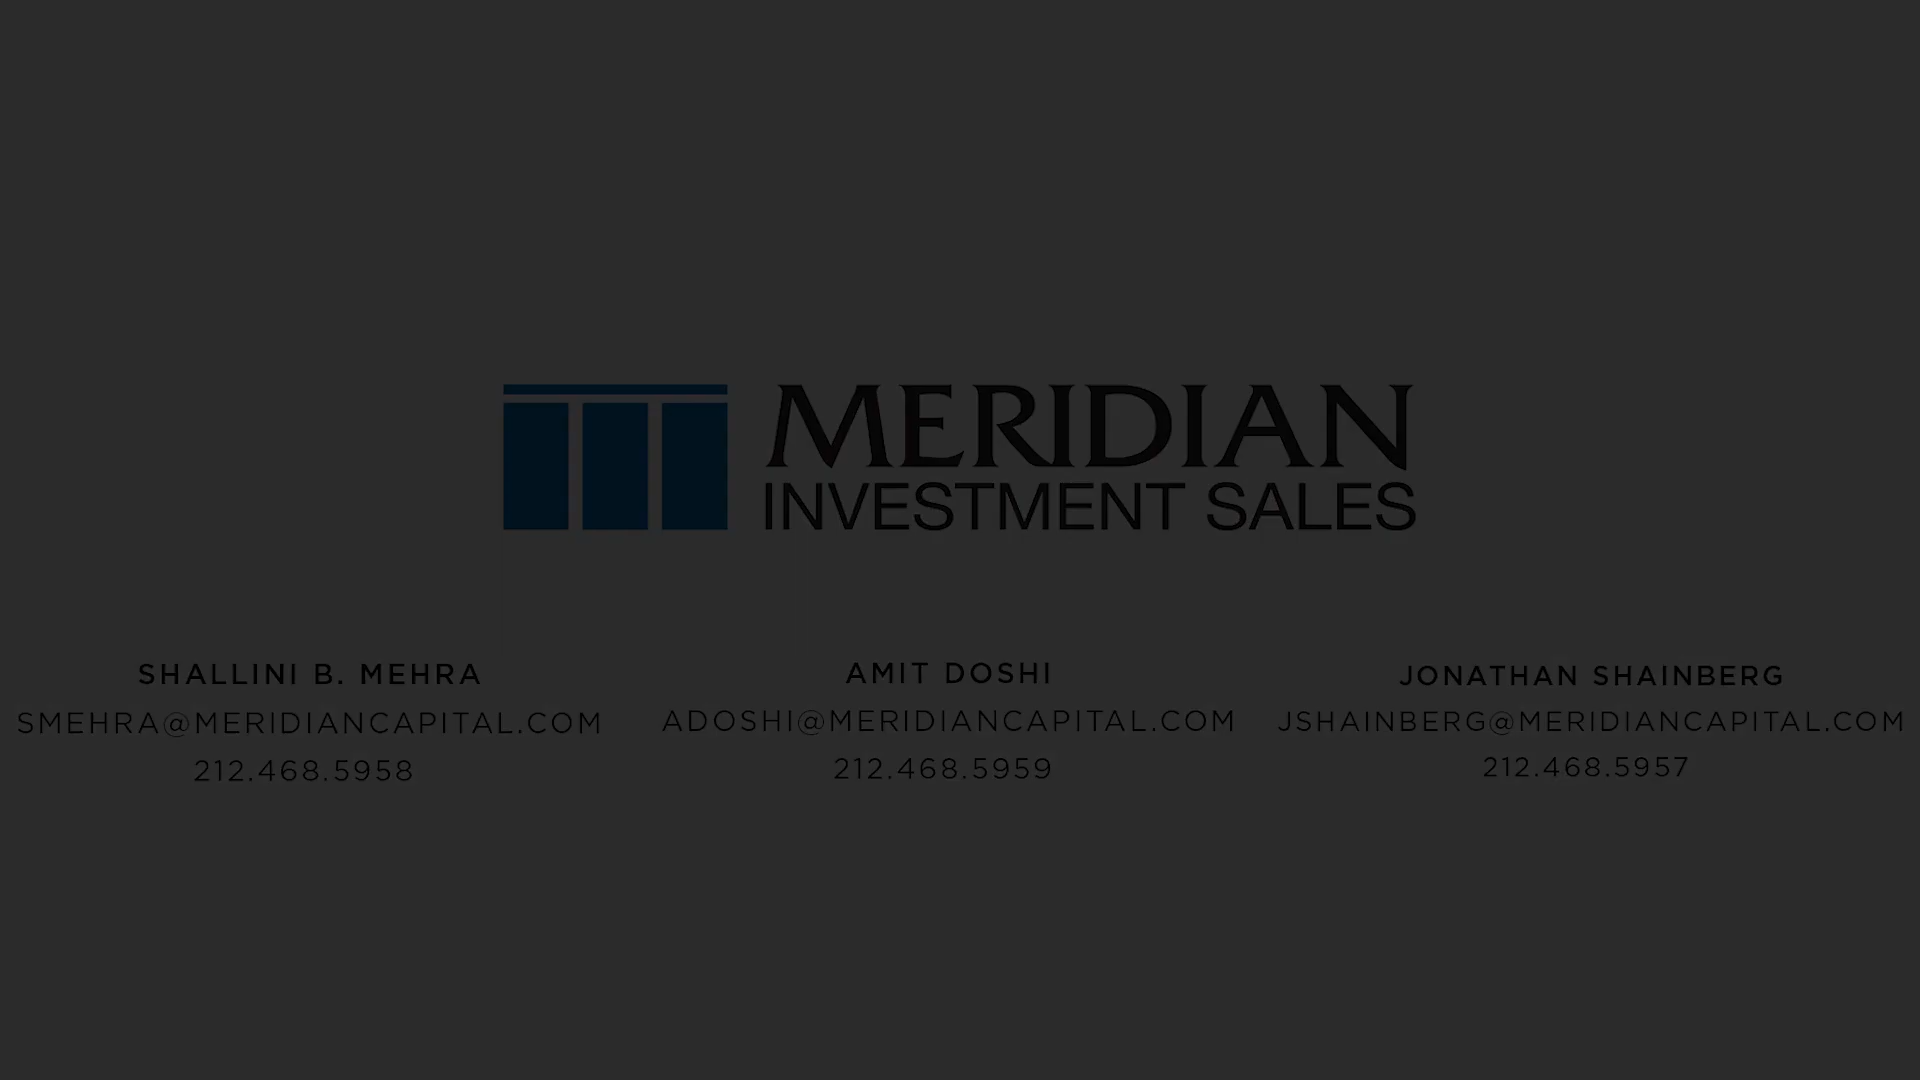 MERIDIAN
INVESTMENT SALES
SHALLINI B. MEHRA
SMEHRA@MERIDIANCAPITAL.COM
212.468.5958
AMIT DOSHI
ADOSHI@MERIDIANCAPITAL.COM
212.468.5959
JONATHAN SHAINBERG
JSHAINBERG@MERIDIANCAPITAL.COM
212.468.5957